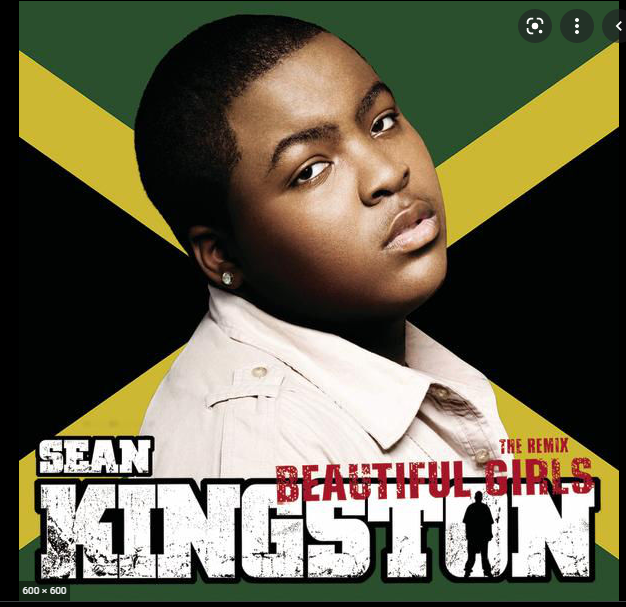 SEAN
THE REMIX
BEAUTIFUL GIRLS
KINGSTON
600 × 600